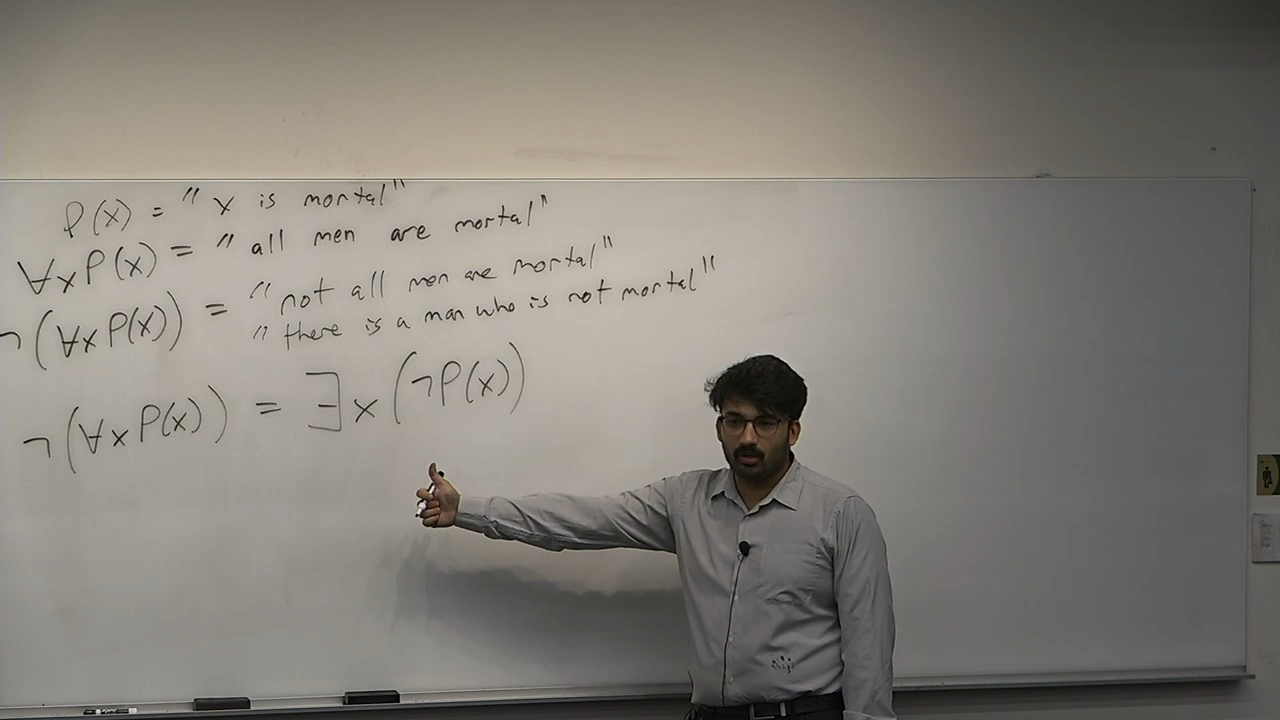 P(x) = "x is mortal"
∀x P(x) = "all men are mortal"
¬(∀x P(x)) = "not all men are mortal"
"there is a man who is not mortal"
¬(∀x P(x)) = ∃x (¬P(x))